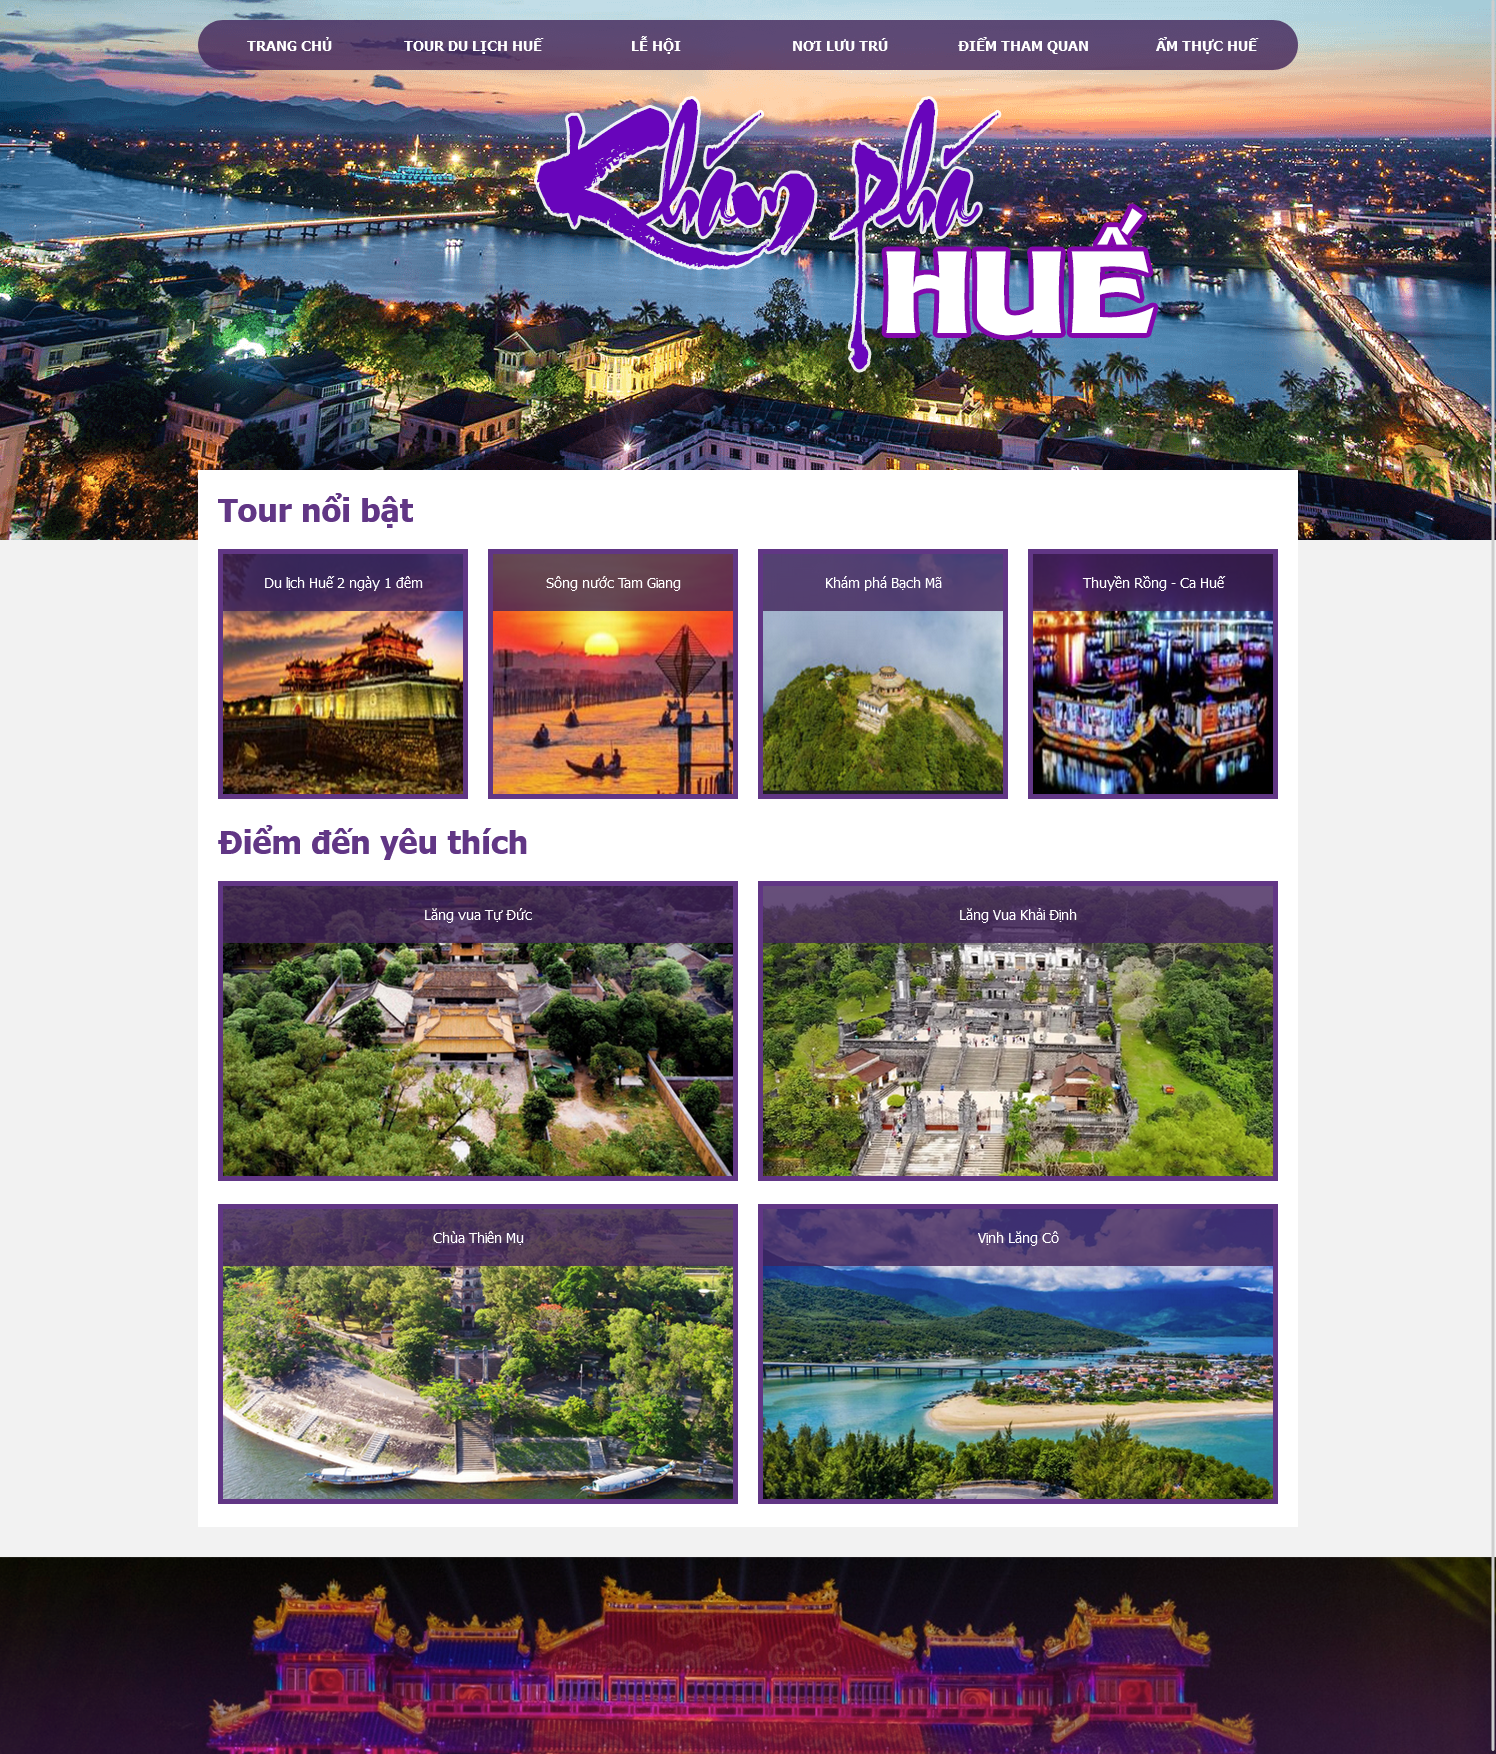 TRANG CHỦ TOUR DU LỊCH HUẾ LỄ HỘI NƠI LƯU TRÚ ĐIỂM THAM QUAN ẨM THỰC HUẾ
Khám phá
HUẾ
Tour nổi bật
Du lịch Huế 2 ngày 1 đêm
Sông nước Tam Giang
Khám phá Bạch Mã
Thuyền Rồng - Ca Huế
Điểm đến yêu thích
Lăng vua Tự Đức
Lăng Vua Khải Định
Chùa Thiên Mụ
Vịnh Lăng Cô